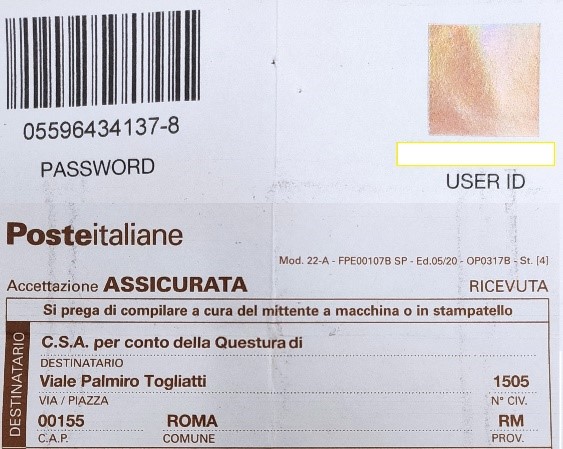 05596434137-8
PASSWORD
USER ID
Posteitaliane
Mod. 22-A - FPE00107B SP - Ed.05/20 - OP0317B - St. [4]
Accettazione ASSICURATA RICEVUTA
Si prega di compilare a cura del mittente a macchina o in stampatello
DESTINATARIO
C.S.A. per conto della Questura di
DESTINATARIO
Viale Palmiro Togliatti 1505
VIA / PIAZZA N° CIV.
00155 ROMA RM
C.A.P. COMUNE PROV.